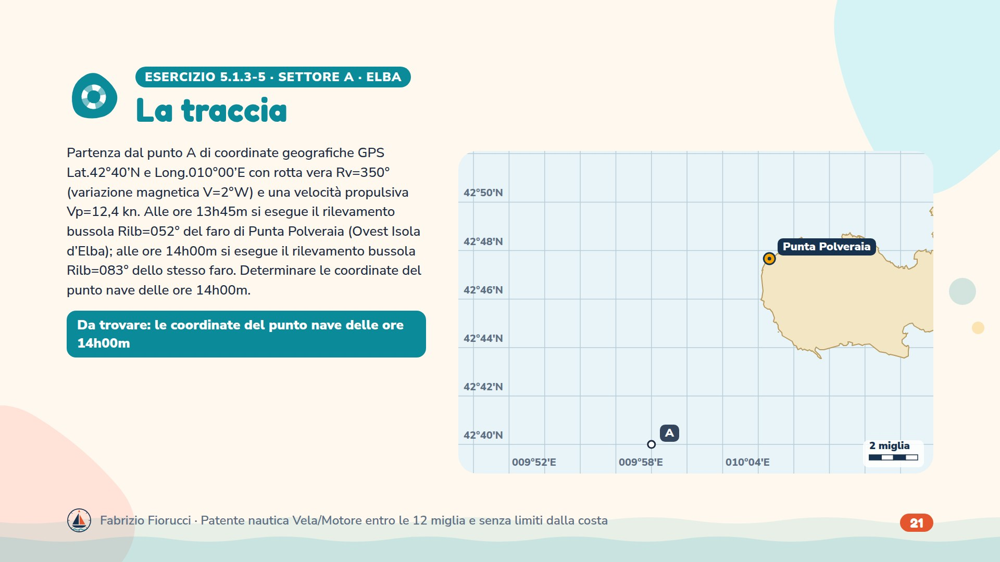 ESERCIZIO 5.1.3-5 · SETTORE A · ELBA
La traccia
Partenza dal punto A di coordinate geografiche GPS
Lat.42°40’N e Long.010°00’E con rotta vera Rv=350°
(variazione magnetica V=2°W) e una velocità propulsiva
Vp=12,4 kn. Alle ore 13h45m si esegue il rilevamento
bussola Rilb=052° del faro di Punta Polveraia (Ovest Isola
d’Elba); alle ore 14h00m si esegue il rilevamento bussola
Rilb=083° dello stesso faro. Determinare le coordinate del
punto nave delle ore 14h00m.
Da trovare: le coordinate del punto nave delle ore
14h00m
42°50'N
42°48'N
Punta Polveraia
42°46'N
42°44'N
42°42'N
42°40'N
A
2 miglia
009°52'E
009°58'E
010°04'E
Fabrizio Fiorucci · Patente nautica Vela/Motore entro le 12 miglia e senza limiti dalla costa
21